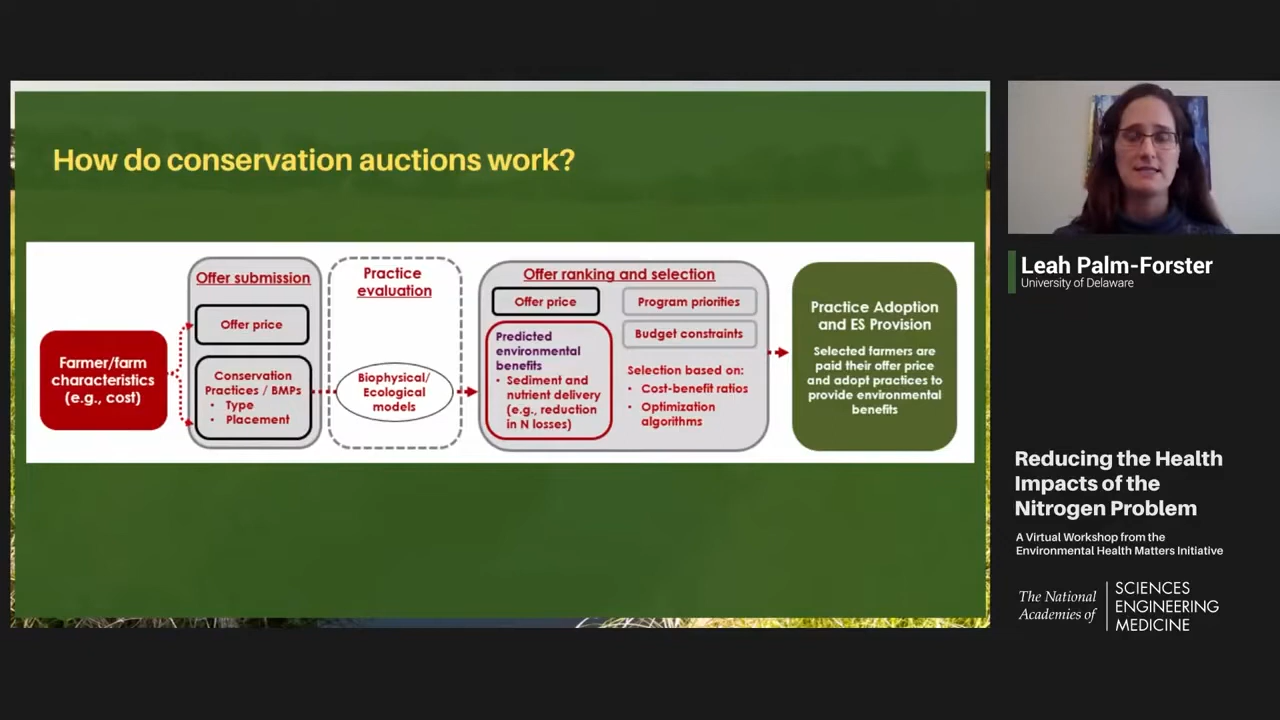 How do conservation auctions work?
Farmer/farm
characteristics
(e.g., cost)
Offer submission
Offer price
Conservation
Practices / BMPs
• Type
• Placement
Practice
evaluation
Biophysical/
Ecological
models
Offer ranking and selection
Offer price
Predicted
environmental
benefits
• Sediment and
nutrient delivery
(e.g., reduction
in N losses)
Program priorities
Budget constraints
Selection based on:
• Cost-benefit ratios
• Optimization
algorithms
Practice Adoption
and ES Provision
Selected farmers are
paid their offer price
and adopt practices to
provide environmental
benefits
Leah Palm-Forster
University of Delaware
Reducing the Health
Impacts of the
Nitrogen Problem
A Virtual Workshop from the
Environmental Health Matters Initiative
The National
Academies of
SCIENCES
ENGINEERING
MEDICINE